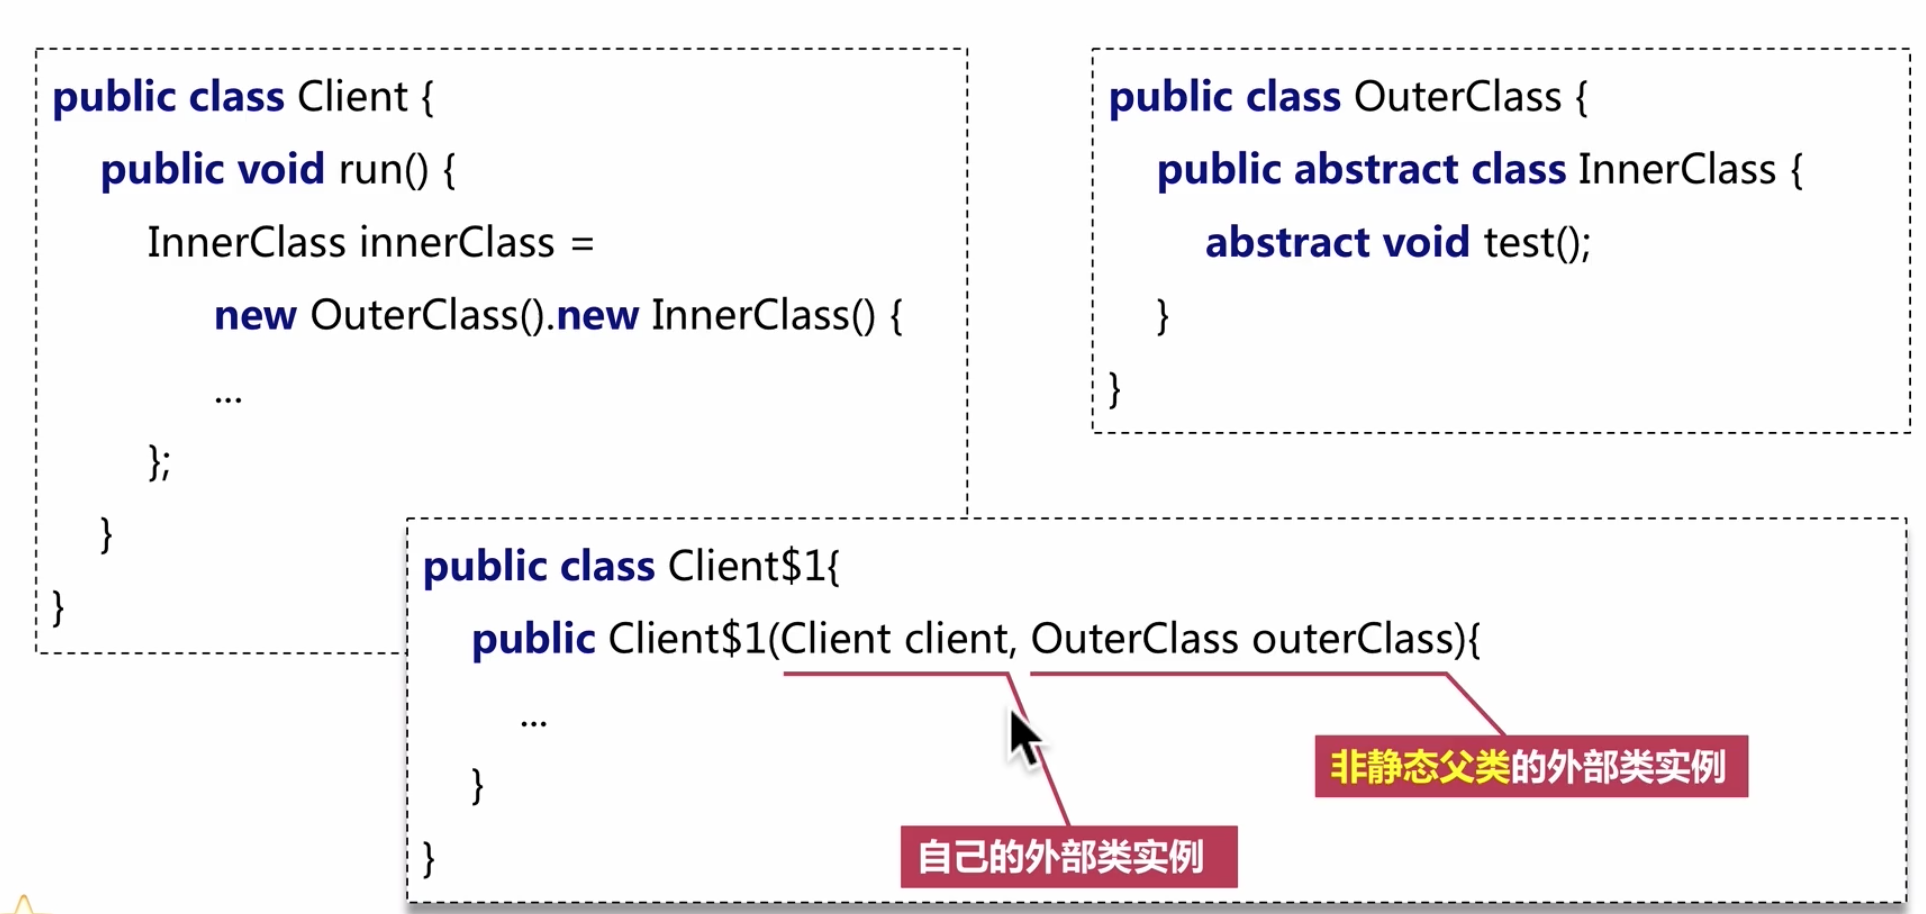 public class Client {
public void run() {
InnerClass innerClass =
new OuterClass().new InnerClass() {
...
};
}
}
public class OuterClass {
public abstract class InnerClass {
abstract void test();
}
}
public class Client$1{
public Client$1(Client client, OuterClass outerClass){
...
}
}
非静态父类的外部类实例
自己的外部类实例